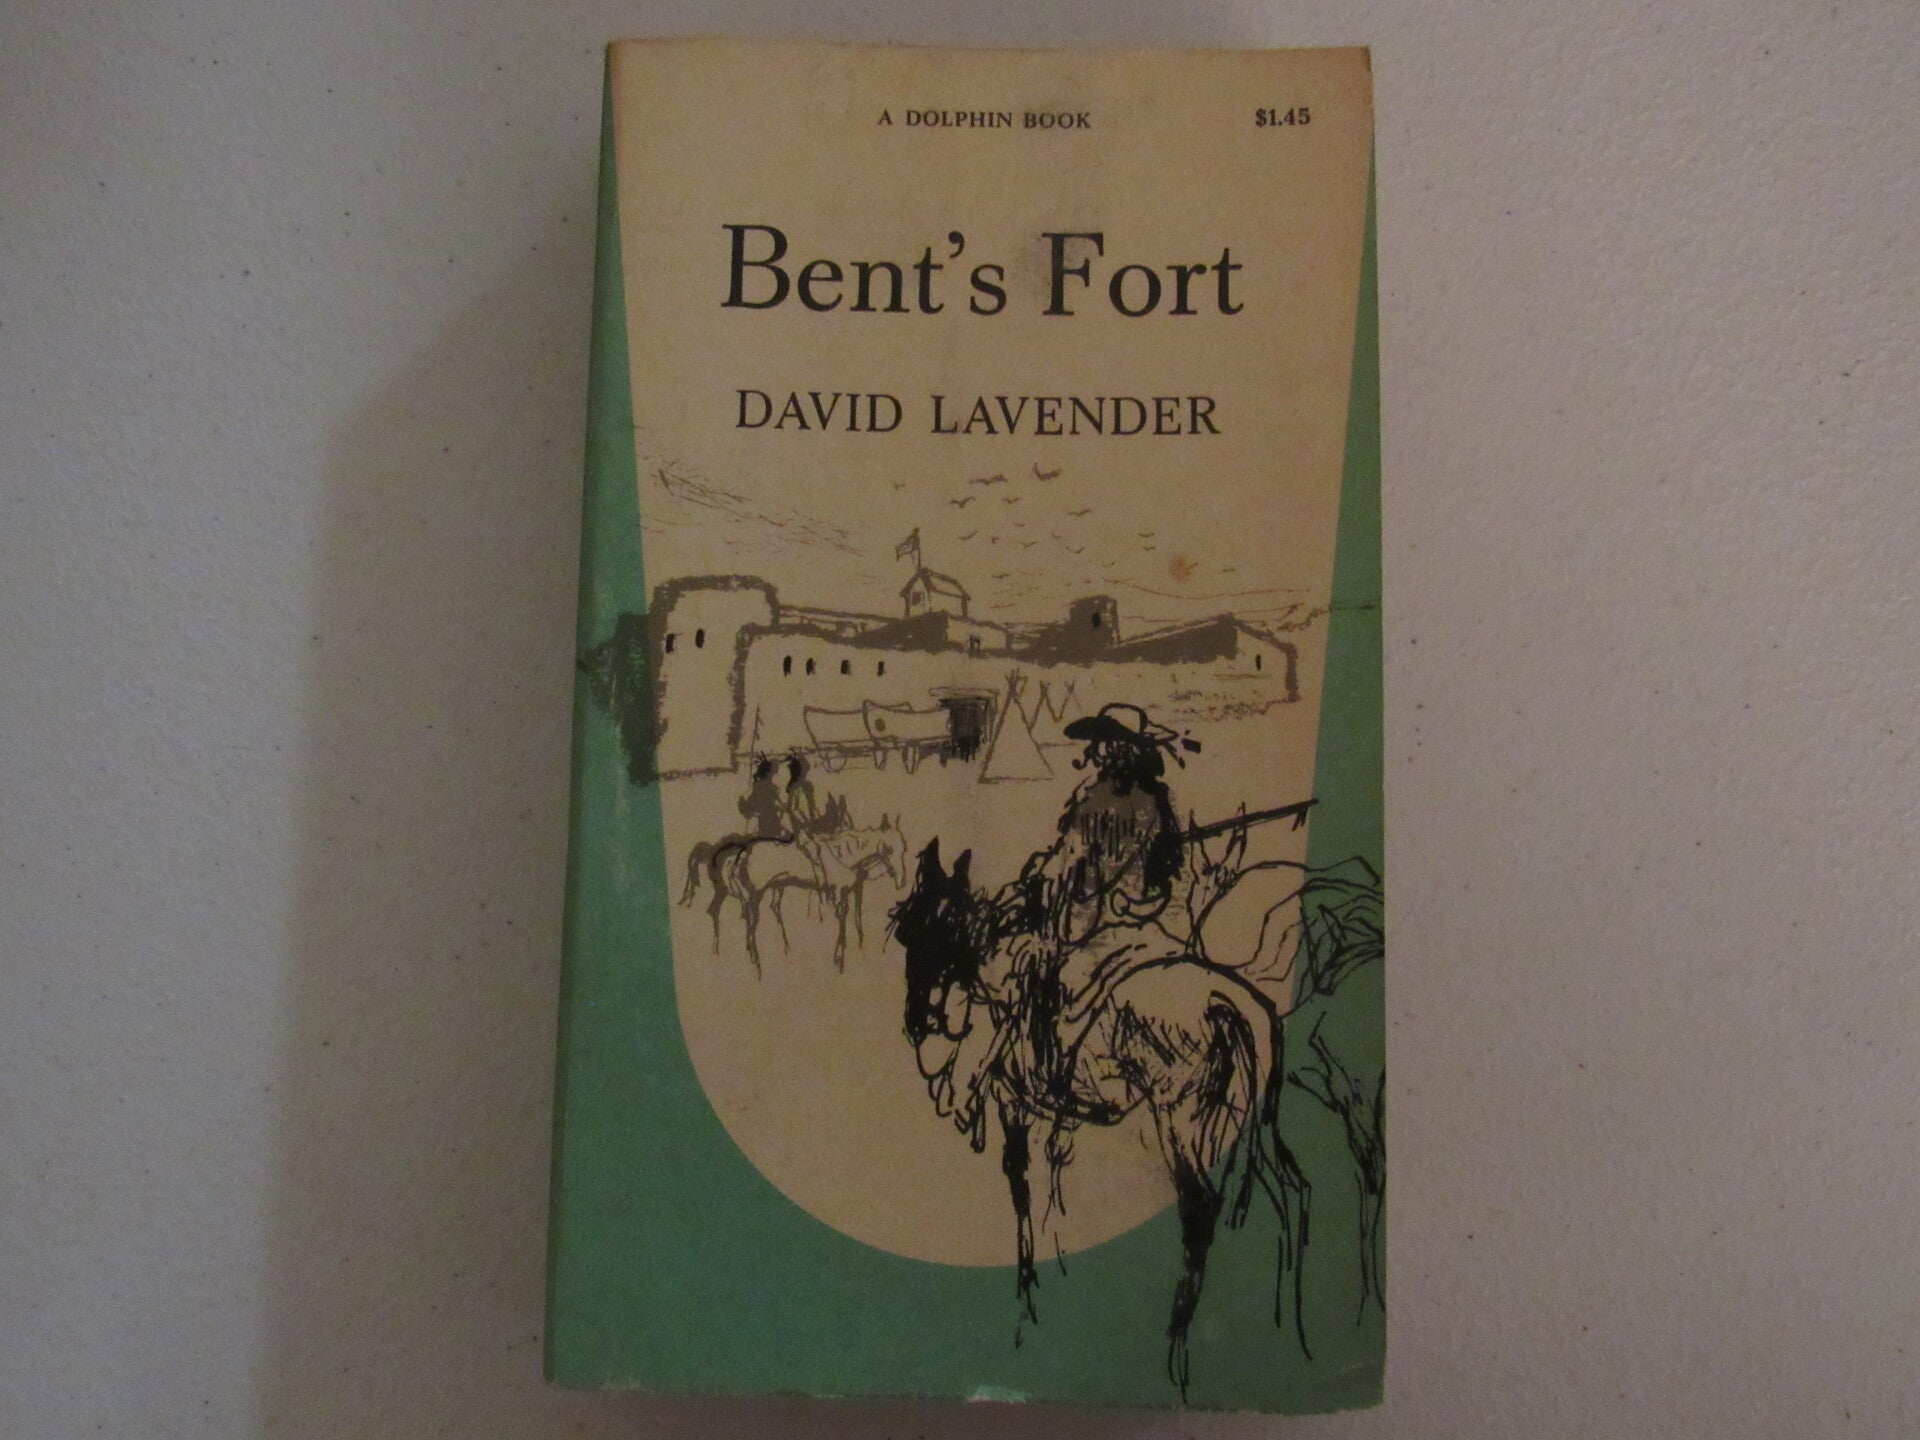 A DOLPHIN BOOK $1.45
Bent's Fort
DAVID LAVENDER